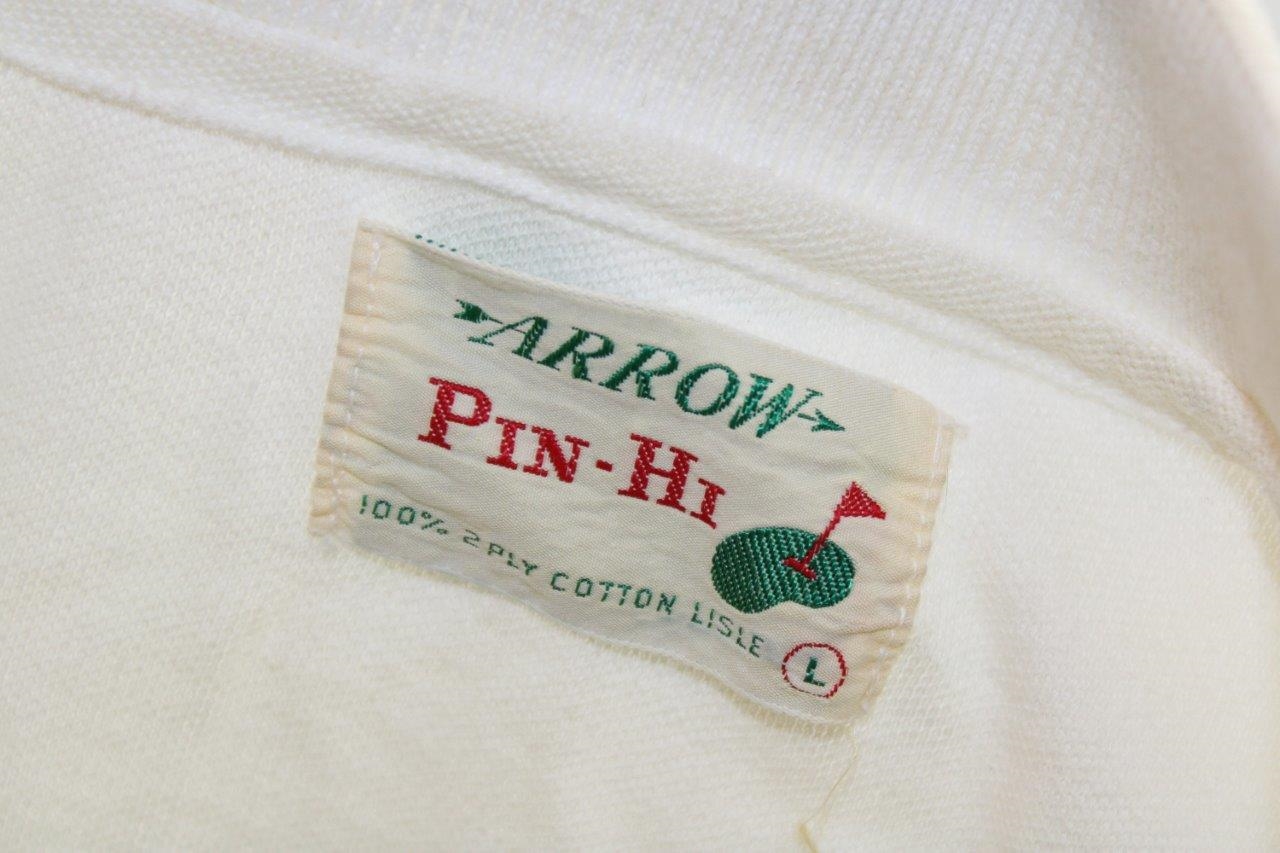 ARROW
PIN-HI
100% 2 PLY COTTON LISLE
L